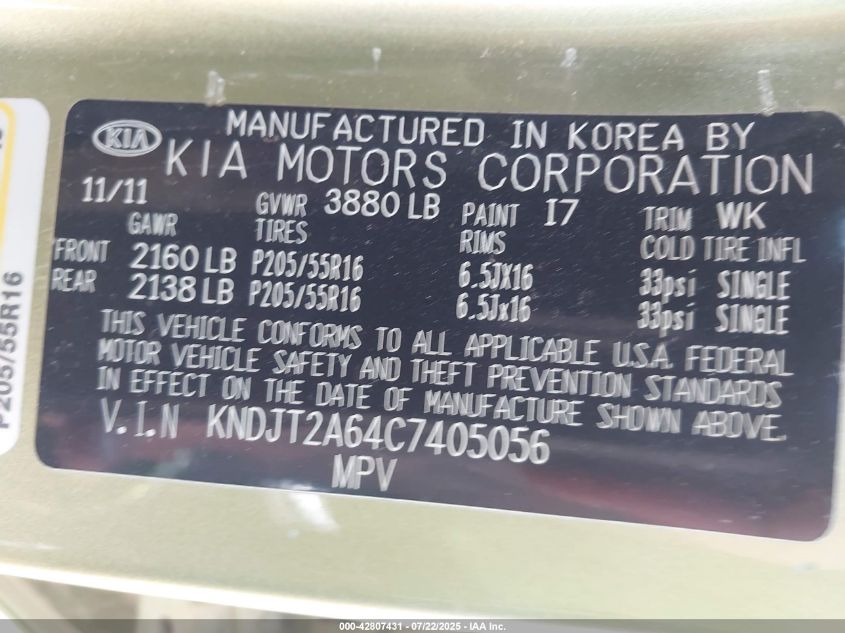 KIA MANUFACTURED IN KOREA BY
KIA MOTORS CORPORATION
11/11 GVWR 3880 LB PAINT I7 TRIM WK
GAWR TIRES RIMS COLD TIRE INFL
FRONT 2160 LB P205/55R16 6.5JX16 33psi SINGLE
REAR 2138 LB P205/55R16 6.5Jx16 33psi SINGLE
THIS VEHICLE CONFORMS TO ALL APPLICABLE U.S.A. FEDERAL
MOTOR VEHICLE SAFETY AND THEFT PREVENTION STANDARDS
IN EFFECT ON THE DATE OF MANUFACTURE SHOWN ABOVE.
V.I.N KNDJT2A64C7405056
MPV
P205/55R16
000-42807431 - 07/22/2025 - IAA Inc.